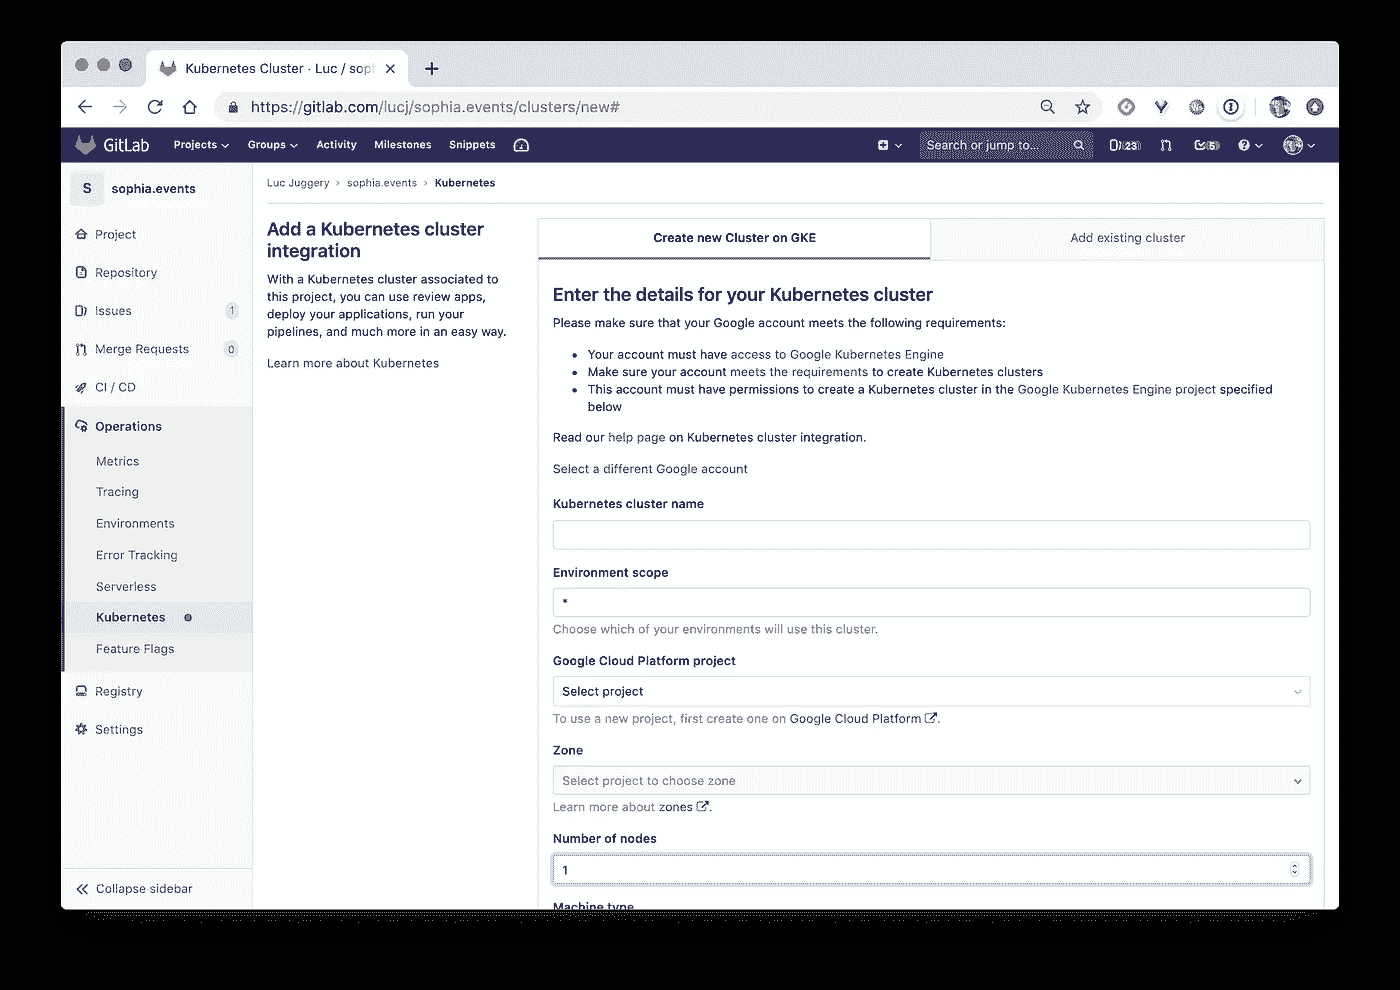 Kubernetes Cluster · Luc / sop
https://gitlab.com/lucj/sophia.events/clusters/new#
GitLab
Projects
Groups
Activity
Milestones
Snippets
Search or jump to...
23
5
S
sophia.events
Project
Repository
Issues
1
Merge Requests
0
CI / CD
Operations
Metrics
Tracing
Environments
Error Tracking
Serverless
Kubernetes
Feature Flags
Registry
Settings
Collapse sidebar
Luc Juggery › sophia.events › Kubernetes
Add a Kubernetes cluster
integration
With a Kubernetes cluster associated to
this project, you can use review apps,
deploy your applications, run your
pipelines, and much more in an easy way.
Learn more about Kubernetes
Create new Cluster on GKE
Add existing cluster
Enter the details for your Kubernetes cluster
Please make sure that your Google account meets the following requirements:
• Your account must have access to Google Kubernetes Engine
• Make sure your account meets the requirements to create Kubernetes clusters
• This account must have permissions to create a Kubernetes cluster in the Google Kubernetes Engine project specified
below
Read our help page on Kubernetes cluster integration.
Select a different Google account
Kubernetes cluster name
Environment scope
*
Choose which of your environments will use this cluster.
Google Cloud Platform project
Select project
To use a new project, first create one on Google Cloud Platform.
Zone
Select project to choose zone
Learn more about zones.
Number of nodes
1
Machine type